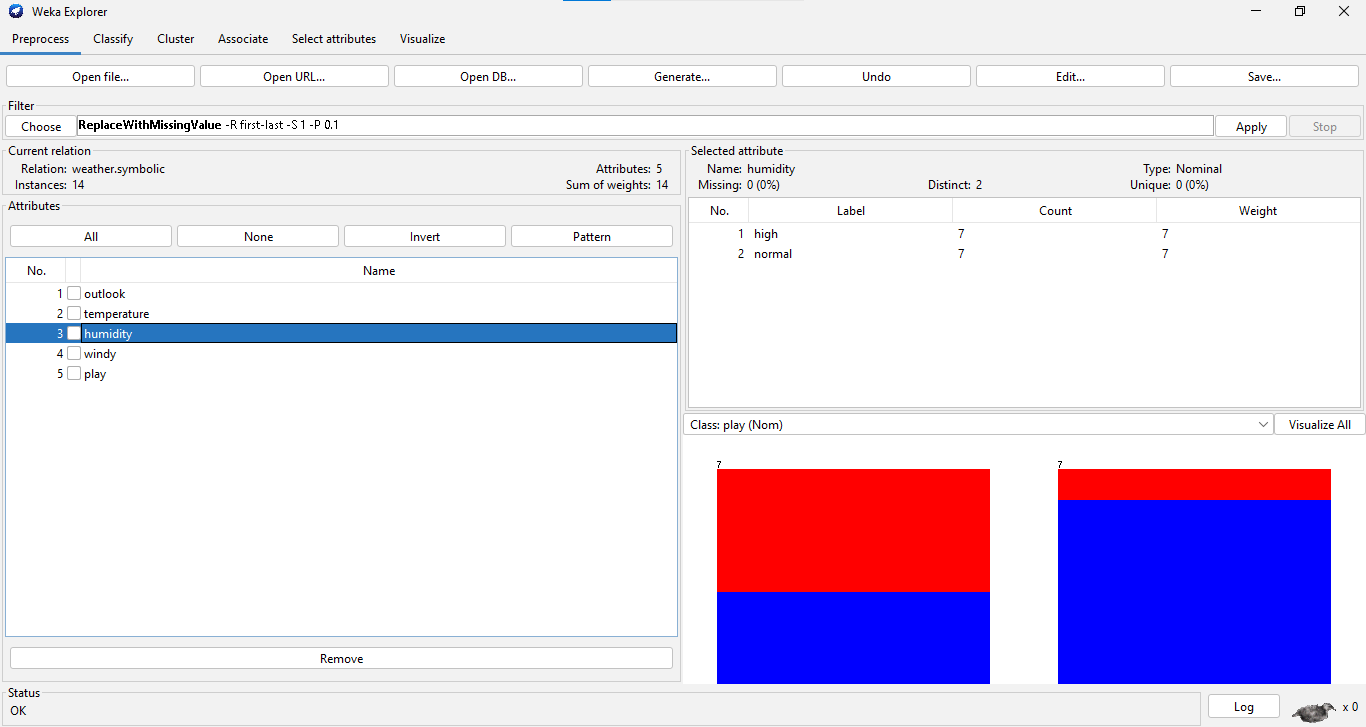 Weka Explorer
Preprocess Classify Cluster Associate Select attributes Visualize
Open file... Open URL... Open DB... Generate... Undo Edit... Save...
Filter
Choose ReplaceWithMissingValue -R first-last -S 1 -P 0.1 Apply Stop
Current relation
Relation: weather.symbolic Attributes: 5
Instances: 14 Sum of weights: 14
Attributes
All None Invert Pattern
No. Name
1 outlook
2 temperature
3 humidity
4 windy
5 play
Remove
Selected attribute
Name: humidity Type: Nominal
Missing: 0 (0%) Distinct: 2 Unique: 0 (0%)
No. Label Count Weight
1 high 7 7
2 normal 7 7
Class: play (Nom) Visualize All
7 7
Status
OK Log x 0